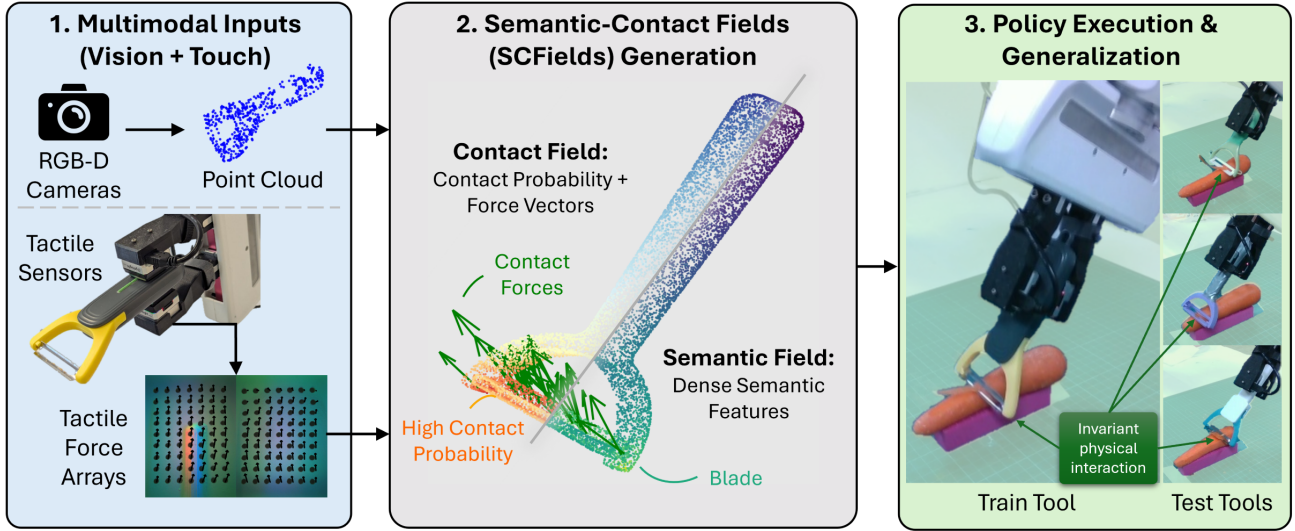 1. Multimodal Inputs
(Vision + Touch)
RGB-D
Cameras
Point Cloud
Tactile
Sensors
Tactile
Force
Arrays
2. Semantic-Contact Fields
(SCFields) Generation
Contact Field:
Contact Probability +
Force Vectors
Contact
Forces
Semantic Field:
Dense Semantic
Features
High Contact
Probability
Blade
3. Policy Execution &
Generalization
Invariant
physical
interaction
Train Tool
Test Tools